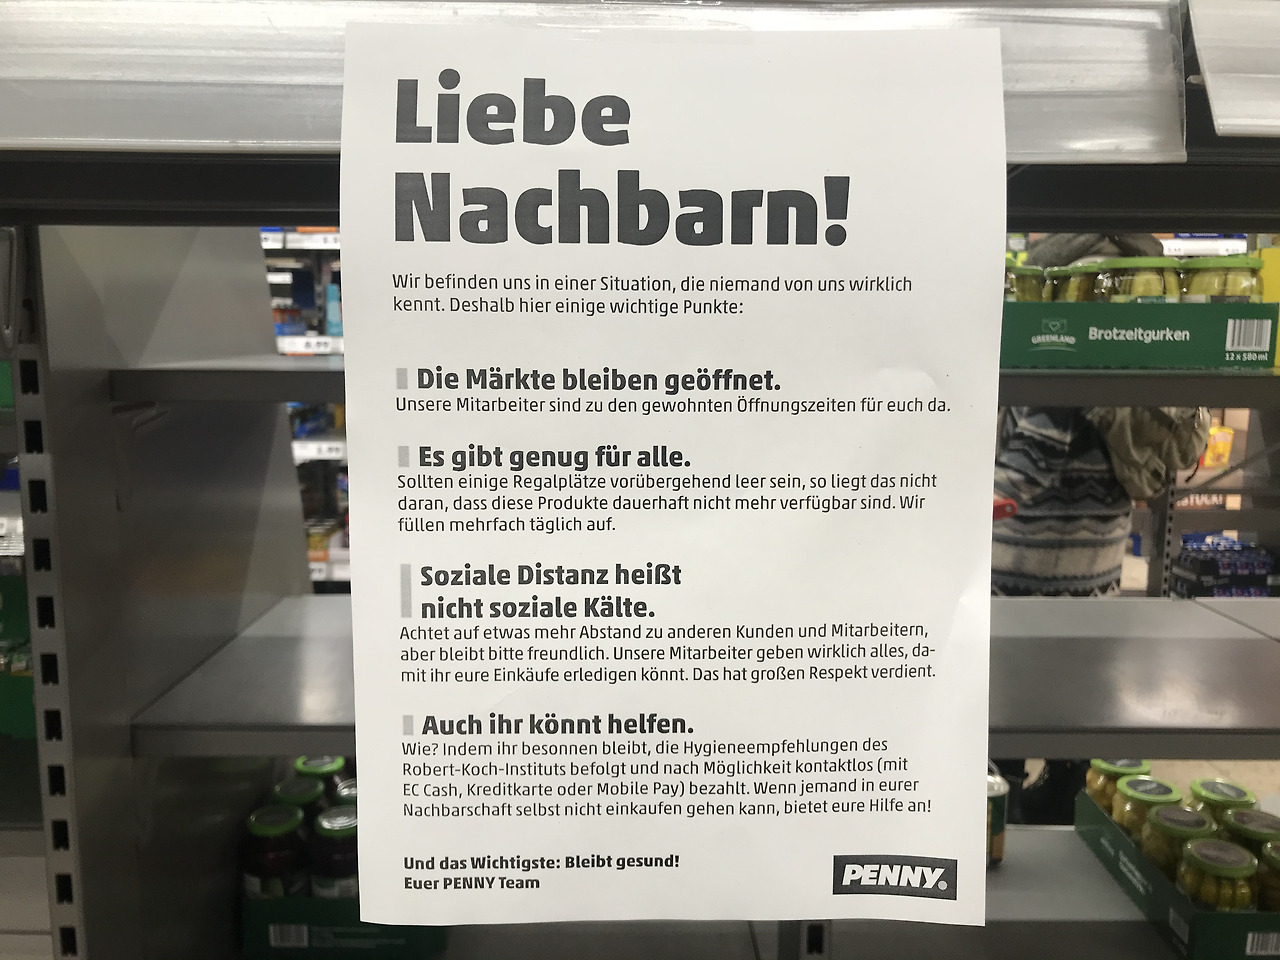 Liebe
Nachbarn!
Wir befinden uns in einer Situation, die niemand von uns wirklich
kennt. Deshalb hier einige wichtige Punkte:
Die Märkte bleiben geöffnet.
Unsere Mitarbeiter sind zu den gewohnten Öffnungszeiten für euch da.
Es gibt genug für alle.
Sollten einige Regalplätze vorübergehend leer sein, so liegt das nicht
daran, dass diese Produkte dauerhaft nicht mehr verfügbar sind. Wir
füllen mehrfach täglich auf.
Soziale Distanz heißt
nicht soziale Kälte.
Achtet auf etwas mehr Abstand zu anderen Kunden und Mitarbeitern,
aber bleibt bitte freundlich. Unsere Mitarbeiter geben wirklich alles, da-
mit ihr eure Einkäufe erledigen könnt. Das hat großen Respekt verdient.
Auch ihr könnt helfen.
Wie? Indem ihr besonnen bleibt, die Hygieneempfehlungen des
Robert-Koch-Instituts befolgt und nach Möglichkeit kontaktlos (mit
EC Cash, Kreditkarte oder Mobile Pay) bezahlt. Wenn jemand in eurer
Nachbarschaft selbst nicht einkaufen gehen kann, bietet eure Hilfe an!
Und das Wichtigste: Bleibt gesund!
Euer PENNY Team
PENNY.
GREENLAND
Brotzeitgurken
12 x 580 ml